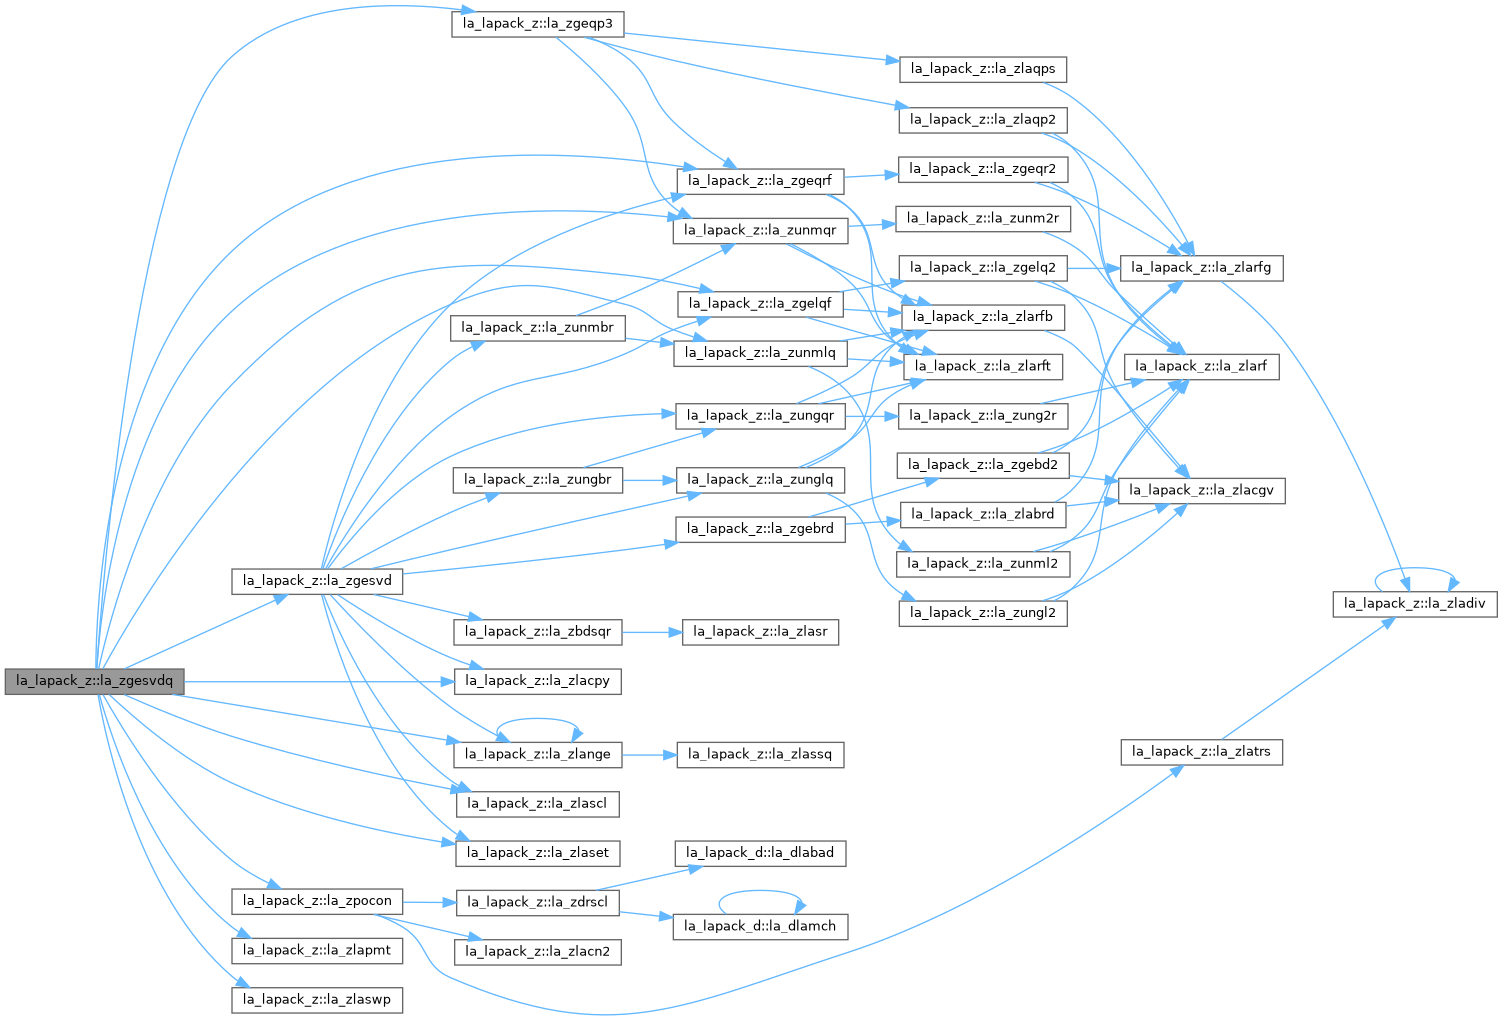 la_lapack_z::la_zgeqp3
la_lapack_z::la_zlaqps
la_lapack_z::la_zlaqp2
la_lapack_z::la_zgeqr2
la_lapack_z::la_zgeqrf
la_lapack_z::la_zunm2r
la_lapack_z::la_zunmqr
la_lapack_z::la_zgelq2
la_lapack_z::la_zlarfg
la_lapack_z::la_zgelqf
la_lapack_z::la_zlarfb
la_lapack_z::la_zunmbr
la_lapack_z::la_zunmlq
la_lapack_z::la_zlarft
la_lapack_z::la_zlarf
la_lapack_z::la_zungqr
la_lapack_z::la_zung2r
la_lapack_z::la_zgebd2
la_lapack_z::la_zungbr
la_lapack_z::la_zunglq
la_lapack_z::la_zlacgv
la_lapack_z::la_zlabrd
la_lapack_z::la_zgebrd
la_lapack_z::la_zunml2
la_lapack_z::la_zgesvd
la_lapack_z::la_zladiv
la_lapack_z::la_zungl2
la_lapack_z::la_zbdsqr
la_lapack_z::la_zlasr
la_lapack_z::la_zgesvdq
la_lapack_z::la_zlacpy
la_lapack_z::la_zlatrs
la_lapack_z::la_zlange
la_lapack_z::la_zlassq
la_lapack_z::la_zlascl
la_lapack_z::la_zlaset
la_lapack_d::la_dlabad
la_lapack_z::la_zpocon
la_lapack_z::la_zdrscl
la_lapack_d::la_dlamch
la_lapack_z::la_zlapmt
la_lapack_z::la_zlacn2
la_lapack_z::la_zlaswp